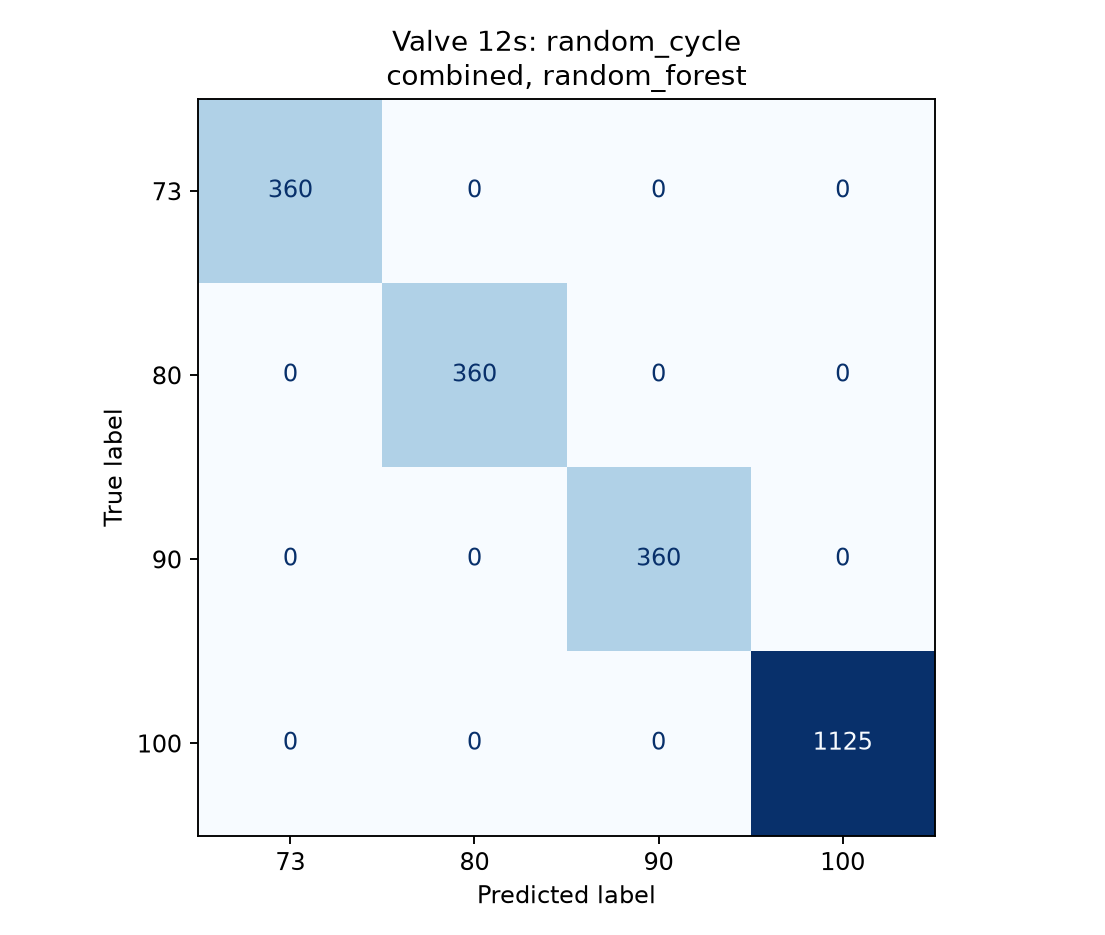 Valve 12s: random_cycle
combined, random_forest
True label
73 360 0 0 0
80 0 360 0 0
90 0 0 360 0
100 0 0 0 1125
73 80 90 100
Predicted label